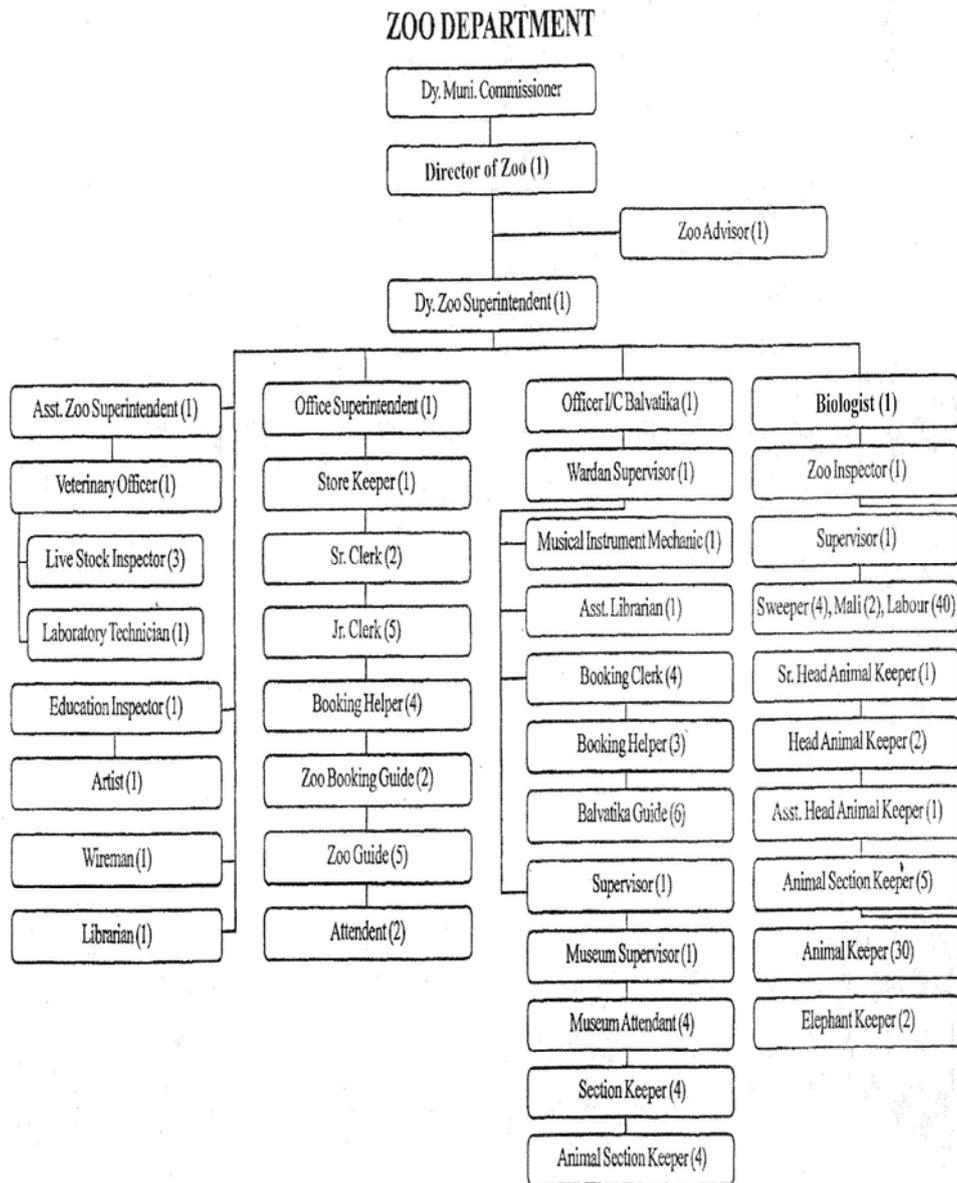 ZOO DEPARTMENT
Dy. Muni. Commissioner
Director of Zoo (1)
Zoo Advisor (1)
Dy. Zoo Superintendent (1)
Asst. Zoo Superintendent (1)
Veterinary Officer (1)
Live Stock Inspector (3)
Laboratory Technician (1)
Education Inspector (1)
Artist (1)
Wireman (1)
Librarian (1)
Office Superintendent (1)
Store Keeper (1)
Sr. Clerk (2)
Jr. Clerk (5)
Booking Helper (4)
Zoo Booking Guide (2)
Zoo Guide (5)
Attendent (2)
Officer I/C Balvatika (1)
Wardan Supervisor (1)
Musical Instrument Mechanic (1)
Asst. Librarian (1)
Booking Clerk (4)
Booking Helper (3)
Balvatika Guide (6)
Supervisor (1)
Museum Supervisor (1)
Museum Attendant (4)
Section Keeper (4)
Animal Section Keeper (4)
Biologist (1)
Zoo Inspector (1)
Supervisor (1)
Sweeper (4), Mali (2), Labour (40)
Sr. Head Animal Keeper (1)
Head Animal Keeper (2)
Asst. Head Animal Keeper (1)
Animal Section Keeper (5)
Animal Keeper (30)
Elephant Keeper (2)